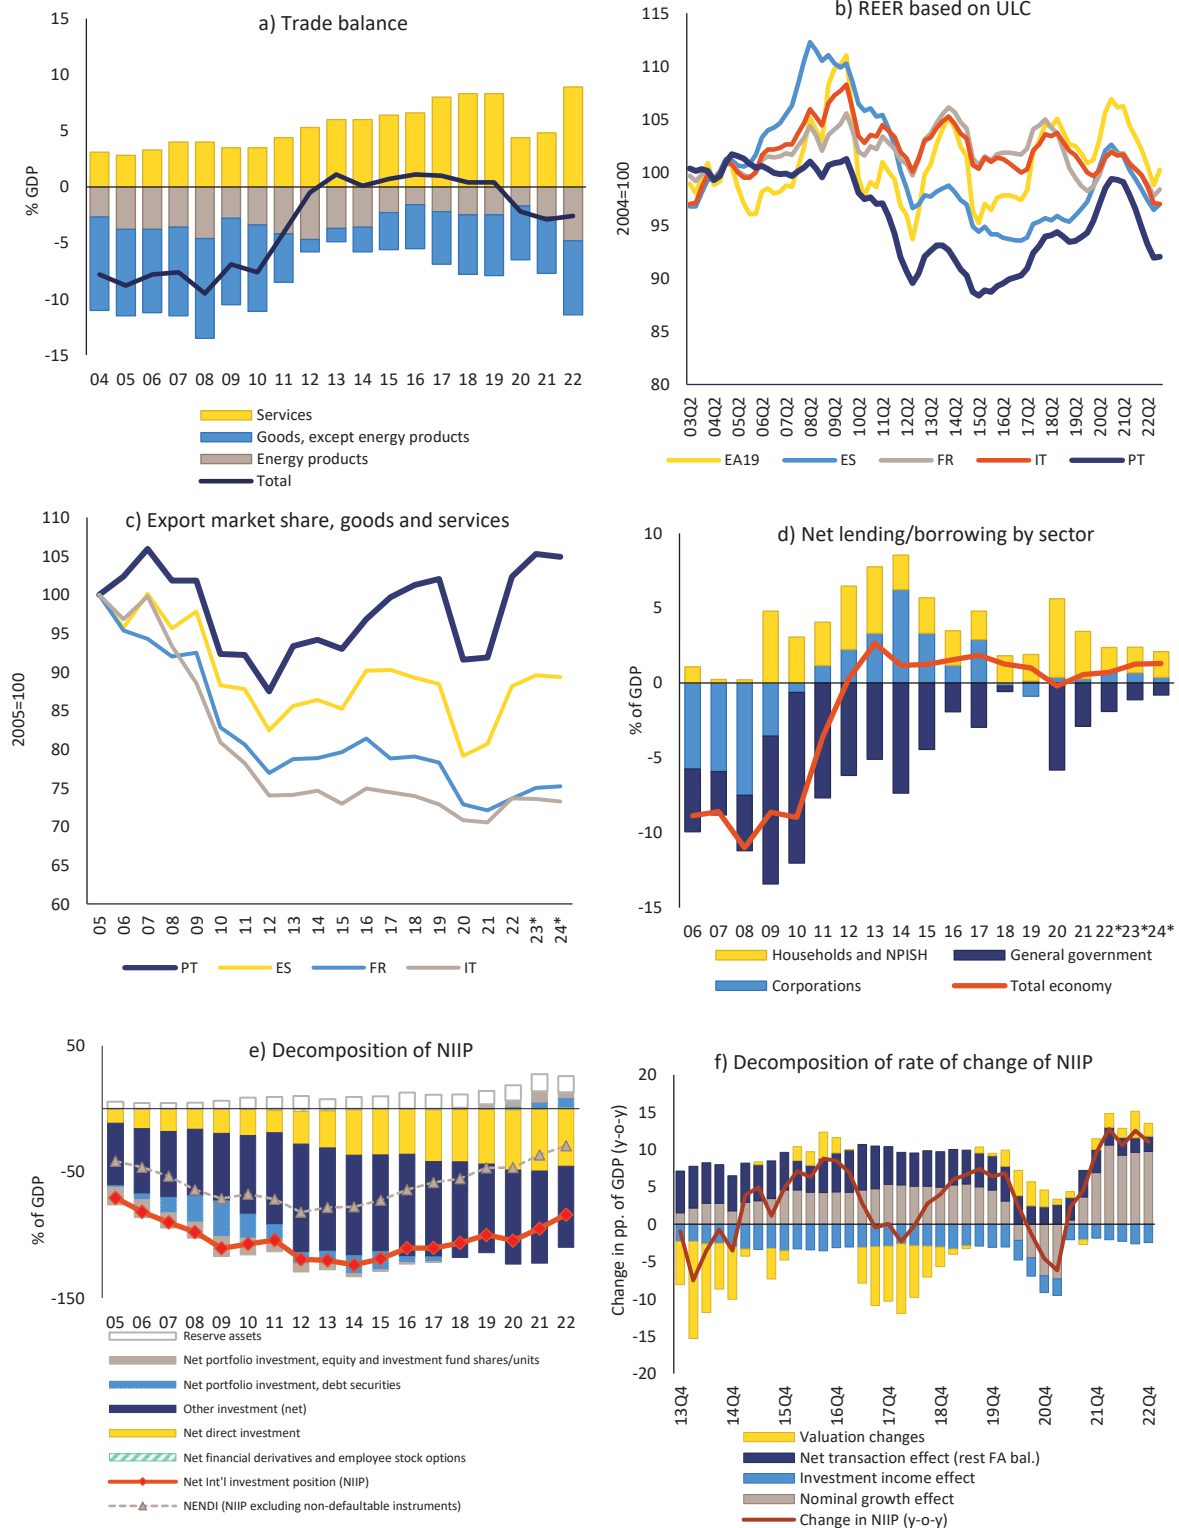 a) Trade balance
15
10
5
0
-5
-10
-15
% GDP
04 05 06 07 08 09 10 11 12 13 14 15 16 17 18 19 20 21 22
Services
Goods, except energy products
Energy products
Total
b) REER based on ULC
115
110
105
100
95
90
85
80
2004=100
03Q2 04Q2 05Q2 06Q2 07Q2 08Q2 09Q2 10Q2 11Q2 12Q2 13Q2 14Q2 15Q2 16Q2 17Q2 18Q2 19Q2 20Q2 21Q2 22Q2
EA19 ES FR IT PT
c) Export market share, goods and services
110
105
100
95
90
85
80
75
70
65
60
2005=100
05 06 07 08 09 10 11 12 13 14 15 16 17 18 19 20 21 22 23* 24*
PT ES FR IT
d) Net lending/borrowing by sector
10
5
0
-5
-10
-15
% of GDP
06 07 08 09 10 11 12 13 14 15 16 17 18 19 20 21 22* 23* 24*
Households and NPISH General government
Corporations Total economy
e) Decomposition of NIIP
50
-50
-150
% of GDP
05 06 07 08 09 10 11 12 13 14 15 16 17 18 19 20 21 22
Reserve assets
Net portfolio investment, equity and investment fund shares/units
Net portfolio investment, debt securities
Other investment (net)
Net direct investment
Net financial derivatives and employee stock options
Net Int'l investment position (NIIP)
NENDI (NIIP excluding non-defaultable instruments)
f) Decomposition of rate of change of NIIP
20
15
10
5
0
-5
-10
-15
-20
Change in pp. of GDP (y-o-y)
13Q4 14Q4 15Q4 16Q4 17Q4 18Q4 19Q4 20Q4 21Q4 22Q4
Valuation changes
Net transaction effect (rest FA bal.)
Investment income effect
Nominal growth effect
Change in NIIP (y-o-y)